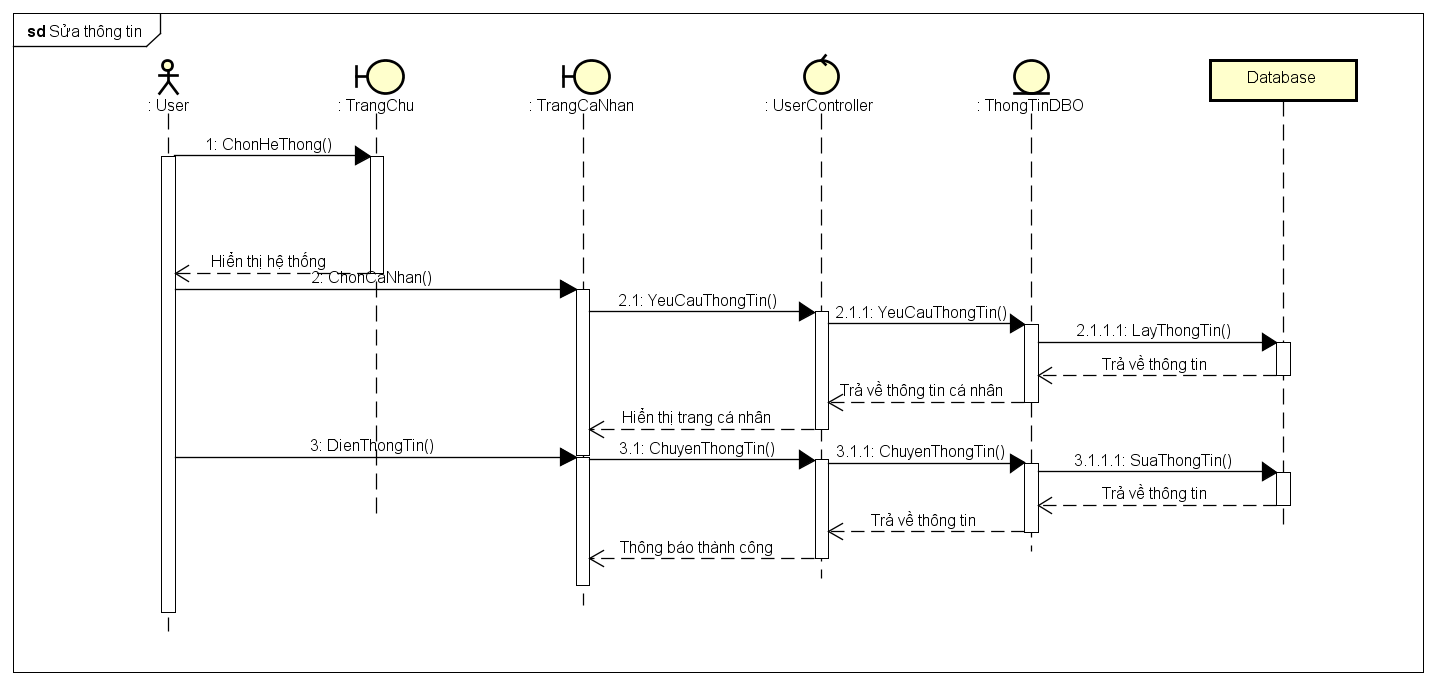 sd Sửa thông tin
: User
: TrangChu
: TrangCaNhan
: UserController
: ThongTinDBO
Database
1: ChonHeThong()
Hiển thị hệ thống
2: ChonCaNhan()
2.1: YeuCauThongTin()
2.1.1: YeuCauThongTin()
2.1.1.1: LayThongTin()
Trả về thông tin
Trả về thông tin cá nhân
Hiển thị trang cá nhân
3: DienThongTin()
3.1: ChuyenThongTin()
3.1.1: ChuyenThongTin()
3.1.1.1: SuaThongTin()
Trả về thông tin
Trả về thông tin
Thông báo thành công